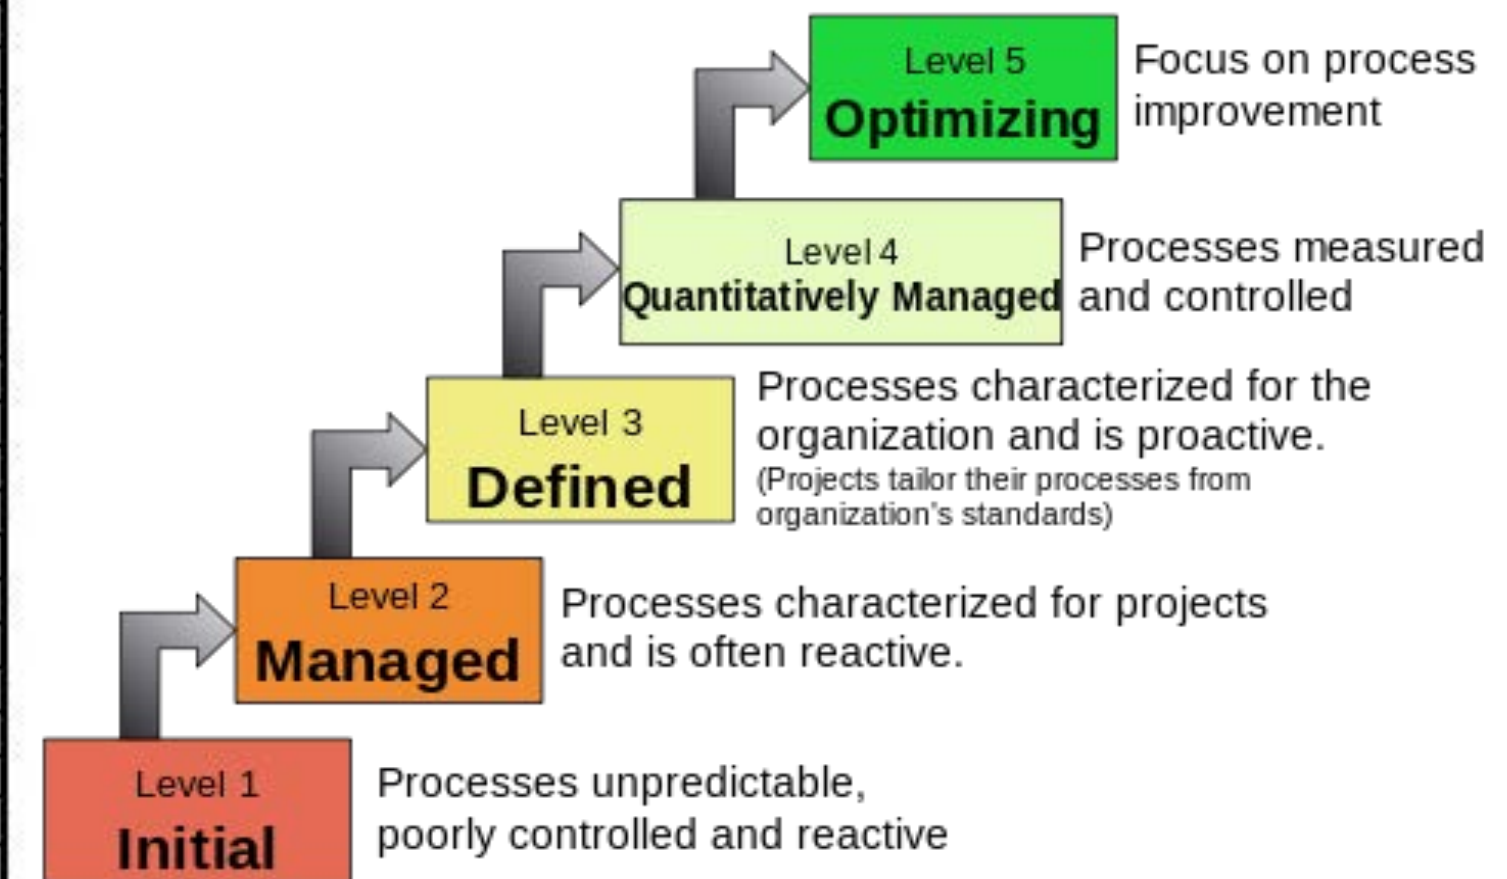 Level 5
Optimizing
Focus on process
improvement
Level 4
Quantitatively Managed
Processes measured
and controlled
Level 3
Defined
Processes characterized for the
organization and is proactive.
(Projects tailor their processes from
organization's standards)
Level 2
Managed
Processes characterized for projects
and is often reactive.
Level 1
Initial
Processes unpredictable,
poorly controlled and reactive